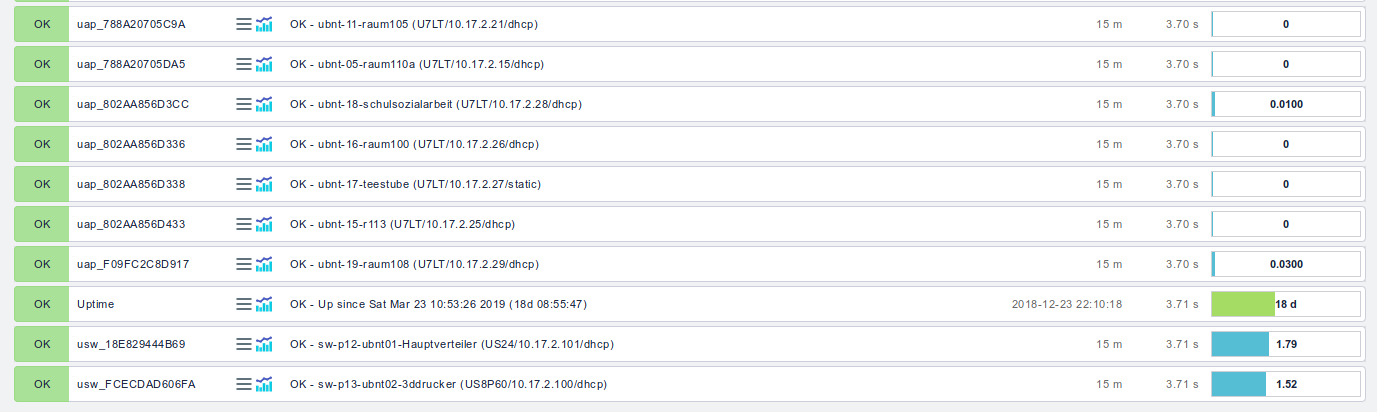 OK uap_788A20705C9A OK - ubnt-11-raum105 (U7LT/10.17.2.21/dhcp) 15 m 3.70 s 0
OK uap_788A20705DA5 OK - ubnt-05-raum110a (U7LT/10.17.2.15/dhcp) 15 m 3.70 s 0
OK uap_802AA856D3CC OK - ubnt-18-schulsozialarbeit (U7LT/10.17.2.28/dhcp) 15 m 3.70 s 0.0100
OK uap_802AA856D336 OK - ubnt-16-raum100 (U7LT/10.17.2.26/dhcp) 15 m 3.70 s 0
OK uap_802AA856D338 OK - ubnt-17-teestube (U7LT/10.17.2.27/static) 15 m 3.70 s 0
OK uap_802AA856D433 OK - ubnt-15-r113 (U7LT/10.17.2.25/dhcp) 15 m 3.70 s 0
OK uap_F09FC2C8D917 OK - ubnt-19-raum108 (U7LT/10.17.2.29/dhcp) 15 m 3.70 s 0.0300
OK Uptime OK - Up since Sat Mar 23 10:53:26 2019 (18d 08:55:47) 2018-12-23 22:10:18 3.71 s 18 d
OK usw_18E829444B69 OK - sw-p12-ubnt01-Hauptverteiler (US24/10.17.2.101/dhcp) 15 m 3.71 s 1.79
OK usw_FCECDAD606FA OK - sw-p13-ubnt02-3ddrucker (US8P60/10.17.2.100/dhcp) 15 m 3.71 s 1.52